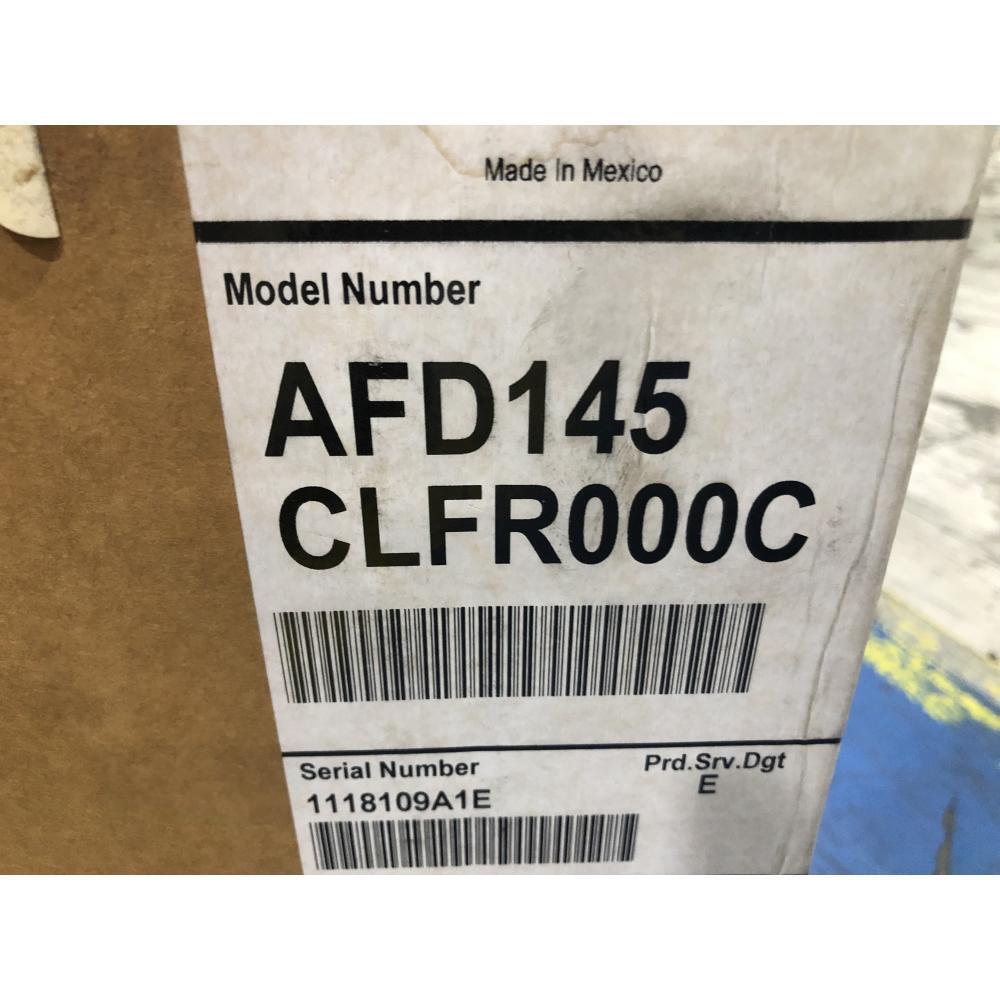 Made In Mexico
Model Number
AFD145
CLFR000C
Serial Number
Prd.Srv.Dgt
1118109A1E
E